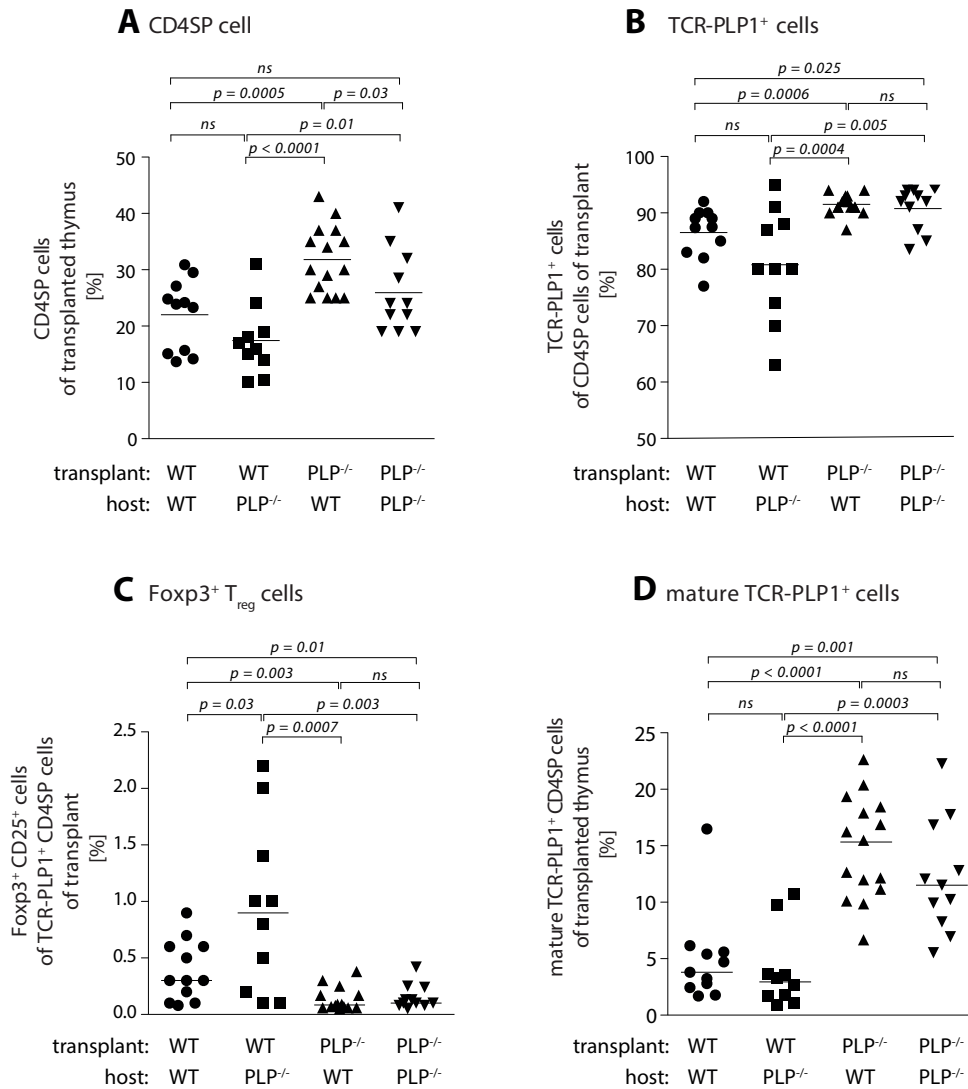 A CD4SP cell
ns
p = 0.0005
p = 0.03
ns
p = 0.01
p < 0.0001
CD4SP cells
of transplanted thymus
[%]
50
40
30
20
10
0
transplant: WT WT PLP-/- PLP-/-
host: WT PLP-/- WT PLP-/-
B TCR-PLP1+ cells
p = 0.025
p = 0.0006
ns
ns
p = 0.005
p = 0.0004
TCR-PLP1+ cells
of CD4SP cells of transplant
[%]
100
90
80
70
60
50
transplant: WT WT PLP-/- PLP-/-
host: WT PLP-/- WT PLP-/-
C Foxp3+ Treg cells
p = 0.01
p = 0.003
ns
p = 0.03
p = 0.003
p = 0.0007
Foxp3+ CD25+ cells
of TCR-PLP1+ CD4SP cells
of transplant
[%]
2.5
2.0
1.5
1.0
0.5
0.0
transplant: WT WT PLP-/- PLP-/-
host: WT PLP-/- WT PLP-/-
D mature TCR-PLP1+ cells
p = 0.001
p < 0.0001
ns
ns
p = 0.0003
p < 0.0001
mature TCR-PLP1+ CD4SP cells
of transplanted thymus
[%]
25
20
15
10
5
0
transplant: WT WT PLP-/- PLP-/-
host: WT PLP-/- WT PLP-/-